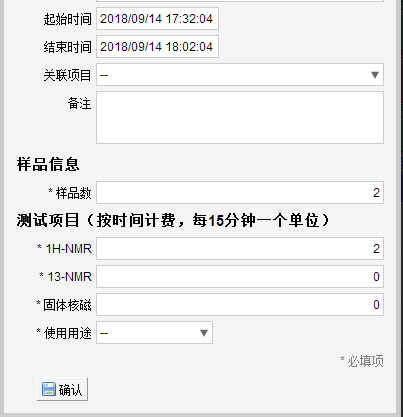 起始时间 2018/09/14 17:32:04
结束时间 2018/09/14 18:02:04
关联项目 --
备注
样品信息
* 样品数 2
测试项目（按时间计费，每15分钟一个单位）
* 1H-NMR 2
* 13-NMR 0
* 固体核磁 0
* 使用用途 --
* 必填项
确认